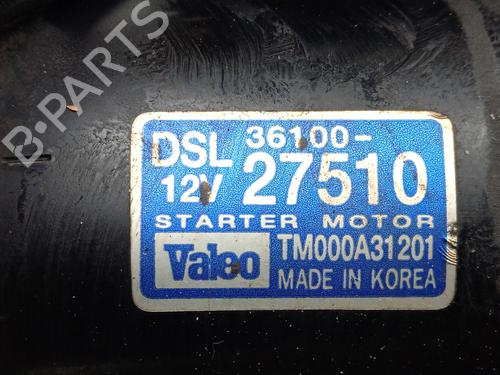 B-PARTS
DSL 36100-
12V 27510
STARTER MOTOR
Valeo TM000A31201
MADE IN KOREA